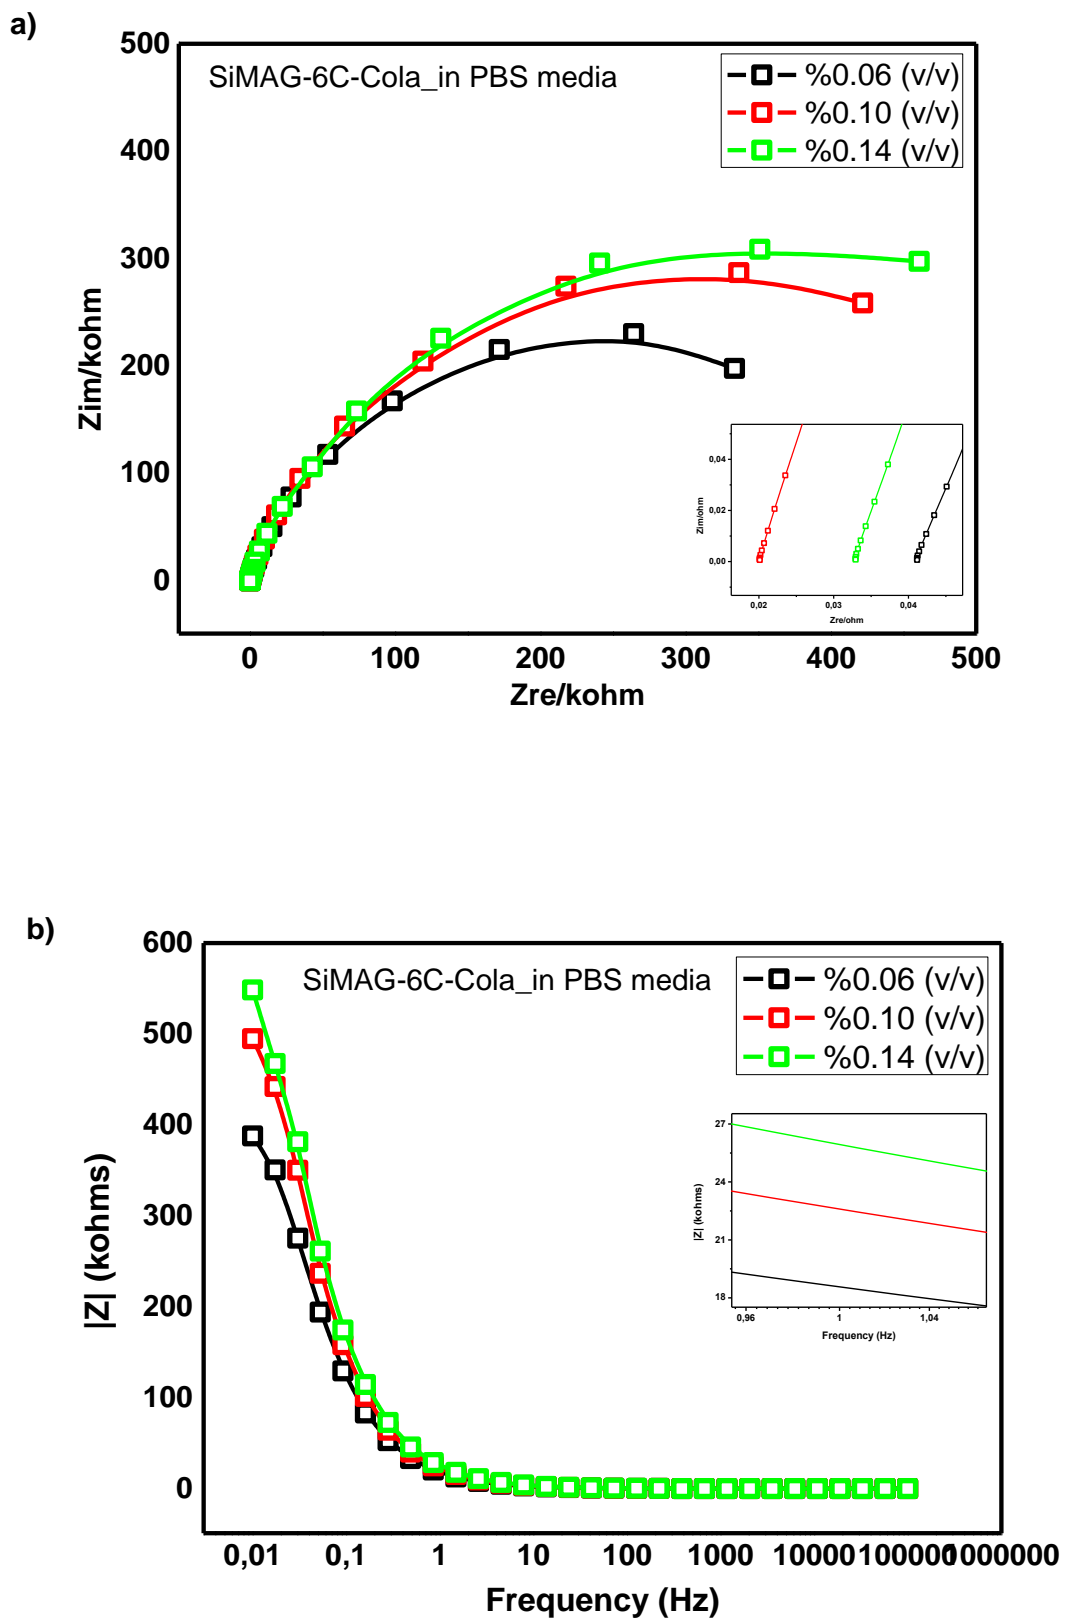 a)
500
400
300
200
100
0
Zim/kohm
SiMAG-6C-Cola_in PBS media
%0.06 (v/v)
%0.10 (v/v)
%0.14 (v/v)
0,04
0,02
0,00
Zim/ohm
0,02 0,03 0,04
Zre/ohm
0 100 200 300 400 500
Zre/kohm
b)
600
500
400
300
200
100
0
|Z| (kohms)
SiMAG-6C-Cola_in PBS media
%0.06 (v/v)
%0.10 (v/v)
%0.14 (v/v)
27
24
21
18
|Z| (kohms)
0,96 1 1,04
Frequency (Hz)
0,01 0,1 1 10 100 1000 10000 100000 1000000
Frequency (Hz)